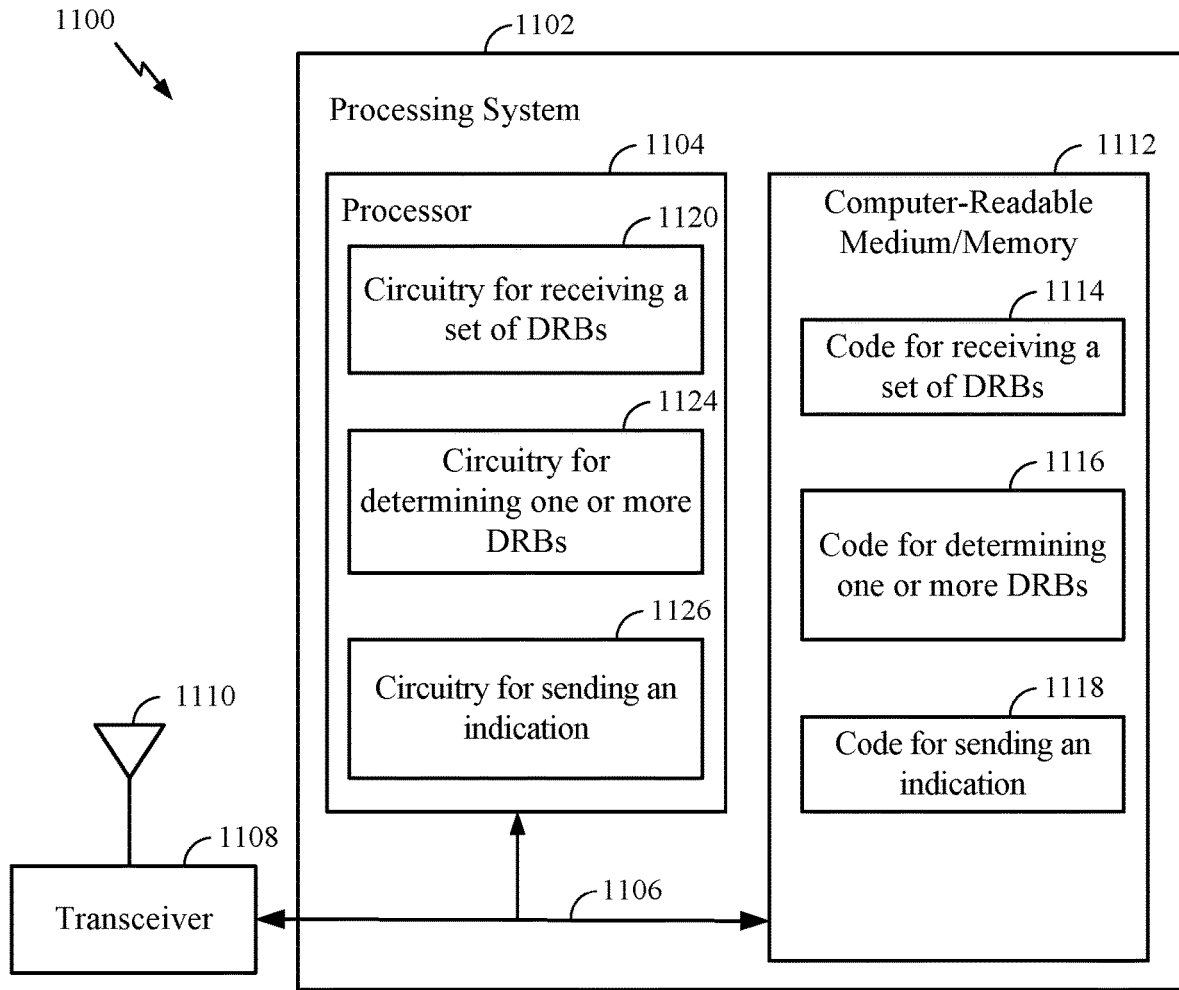 1100
1102
Processing System
1104
1112
Processor
Computer-Readable
Medium/Memory
1120
Circuitry for receiving a
set of DRBs
1114
Code for receiving a
set of DRBs
1124
Circuitry for
determining one or more
DRBs
1116
Code for determining
one or more DRBs
1126
Circuitry for sending an
indication
1118
Code for sending an
indication
1110
1108
Transceiver
1106